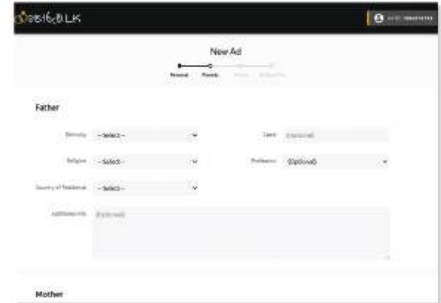 New Ad
Personal Parents
Father
Ethnicity -- Select -- Caste (Optional)
Religion -- Select -- Profession (Optional)
Country of Residence -- Select --
Additional Info (Optional)
Mother